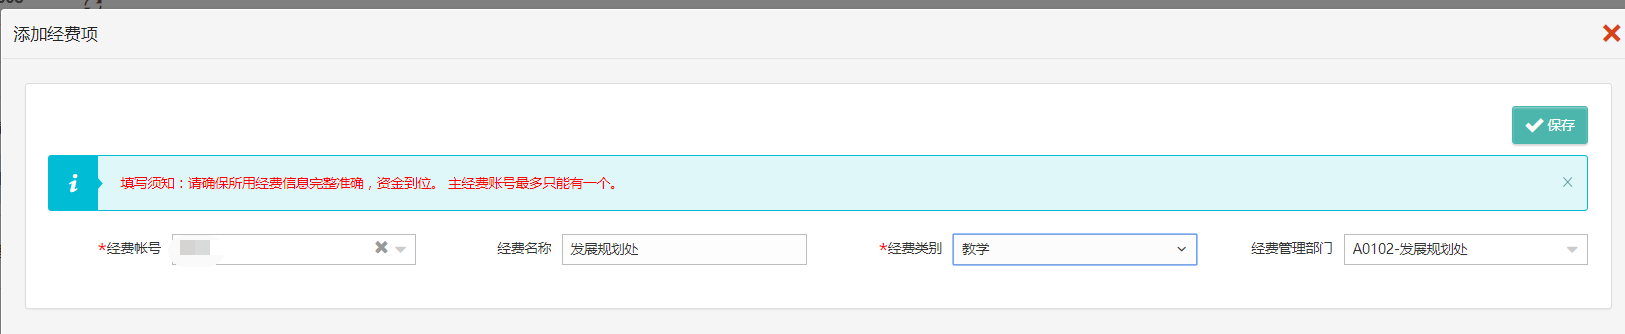 添加经费项
保存
填写须知：请确保所用经费信息完整准确，资金到位。 主经费账号最多只能有一个。
*经费帐号 经费名称 发展规划处 *经费类别 教学 经费管理部门 A0102-发展规划处